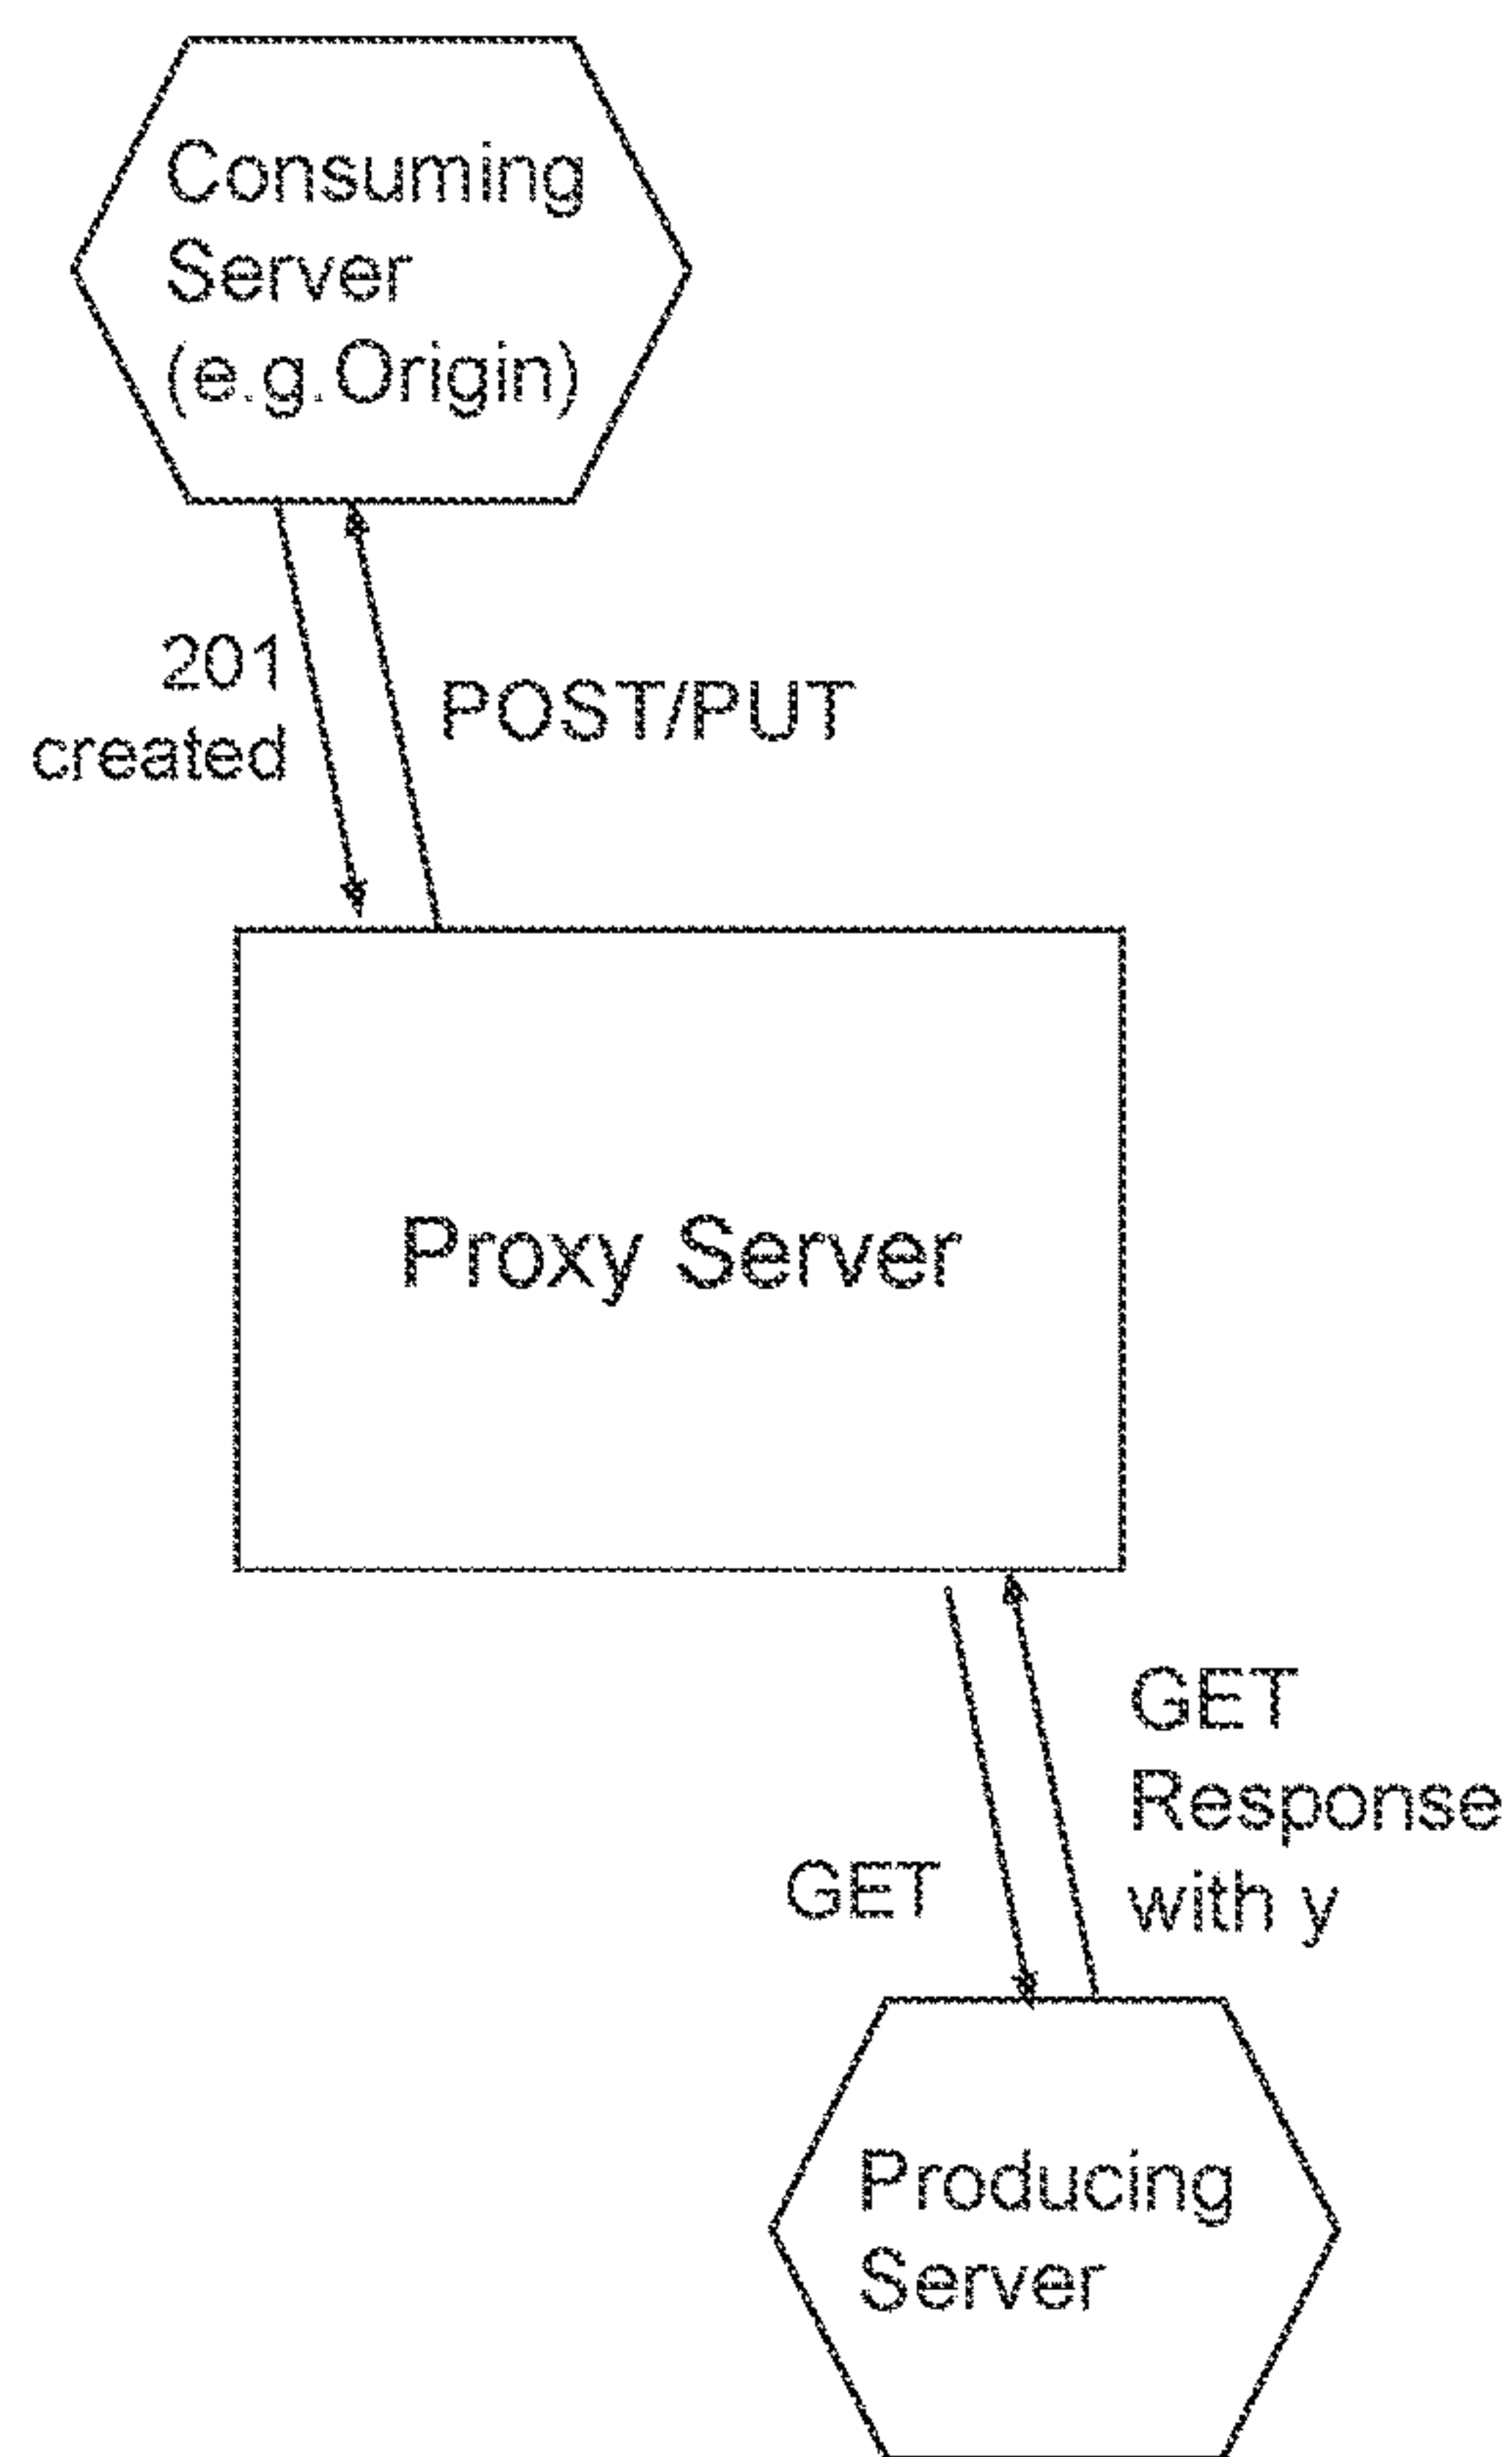 Consuming
Server
(e.g.Origin)
201
created
POST/PUT
Proxy Server
GET
GET
Response
with y
Producing
Server